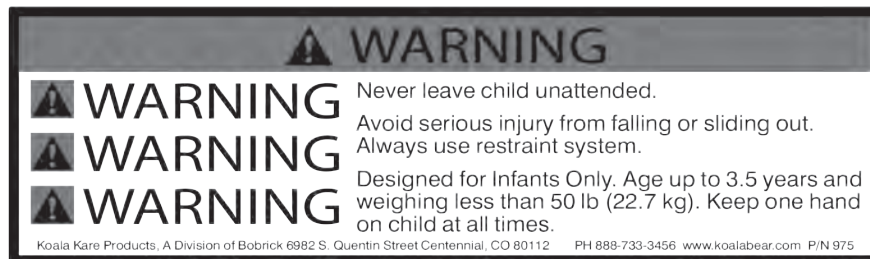 WARNING
WARNING Never leave child unattended.
WARNING Avoid serious injury from falling or sliding out.
Always use restraint system.
WARNING Designed for Infants Only. Age up to 3.5 years and
weighing less than 50 lb (22.7 kg). Keep one hand
on child at all times.
Koala Kare Products, A Division of Bobrick 6982 S. Quentin Street Centennial, CO 80112 PH 888-733-3456 www.koalabear.com P/N 975